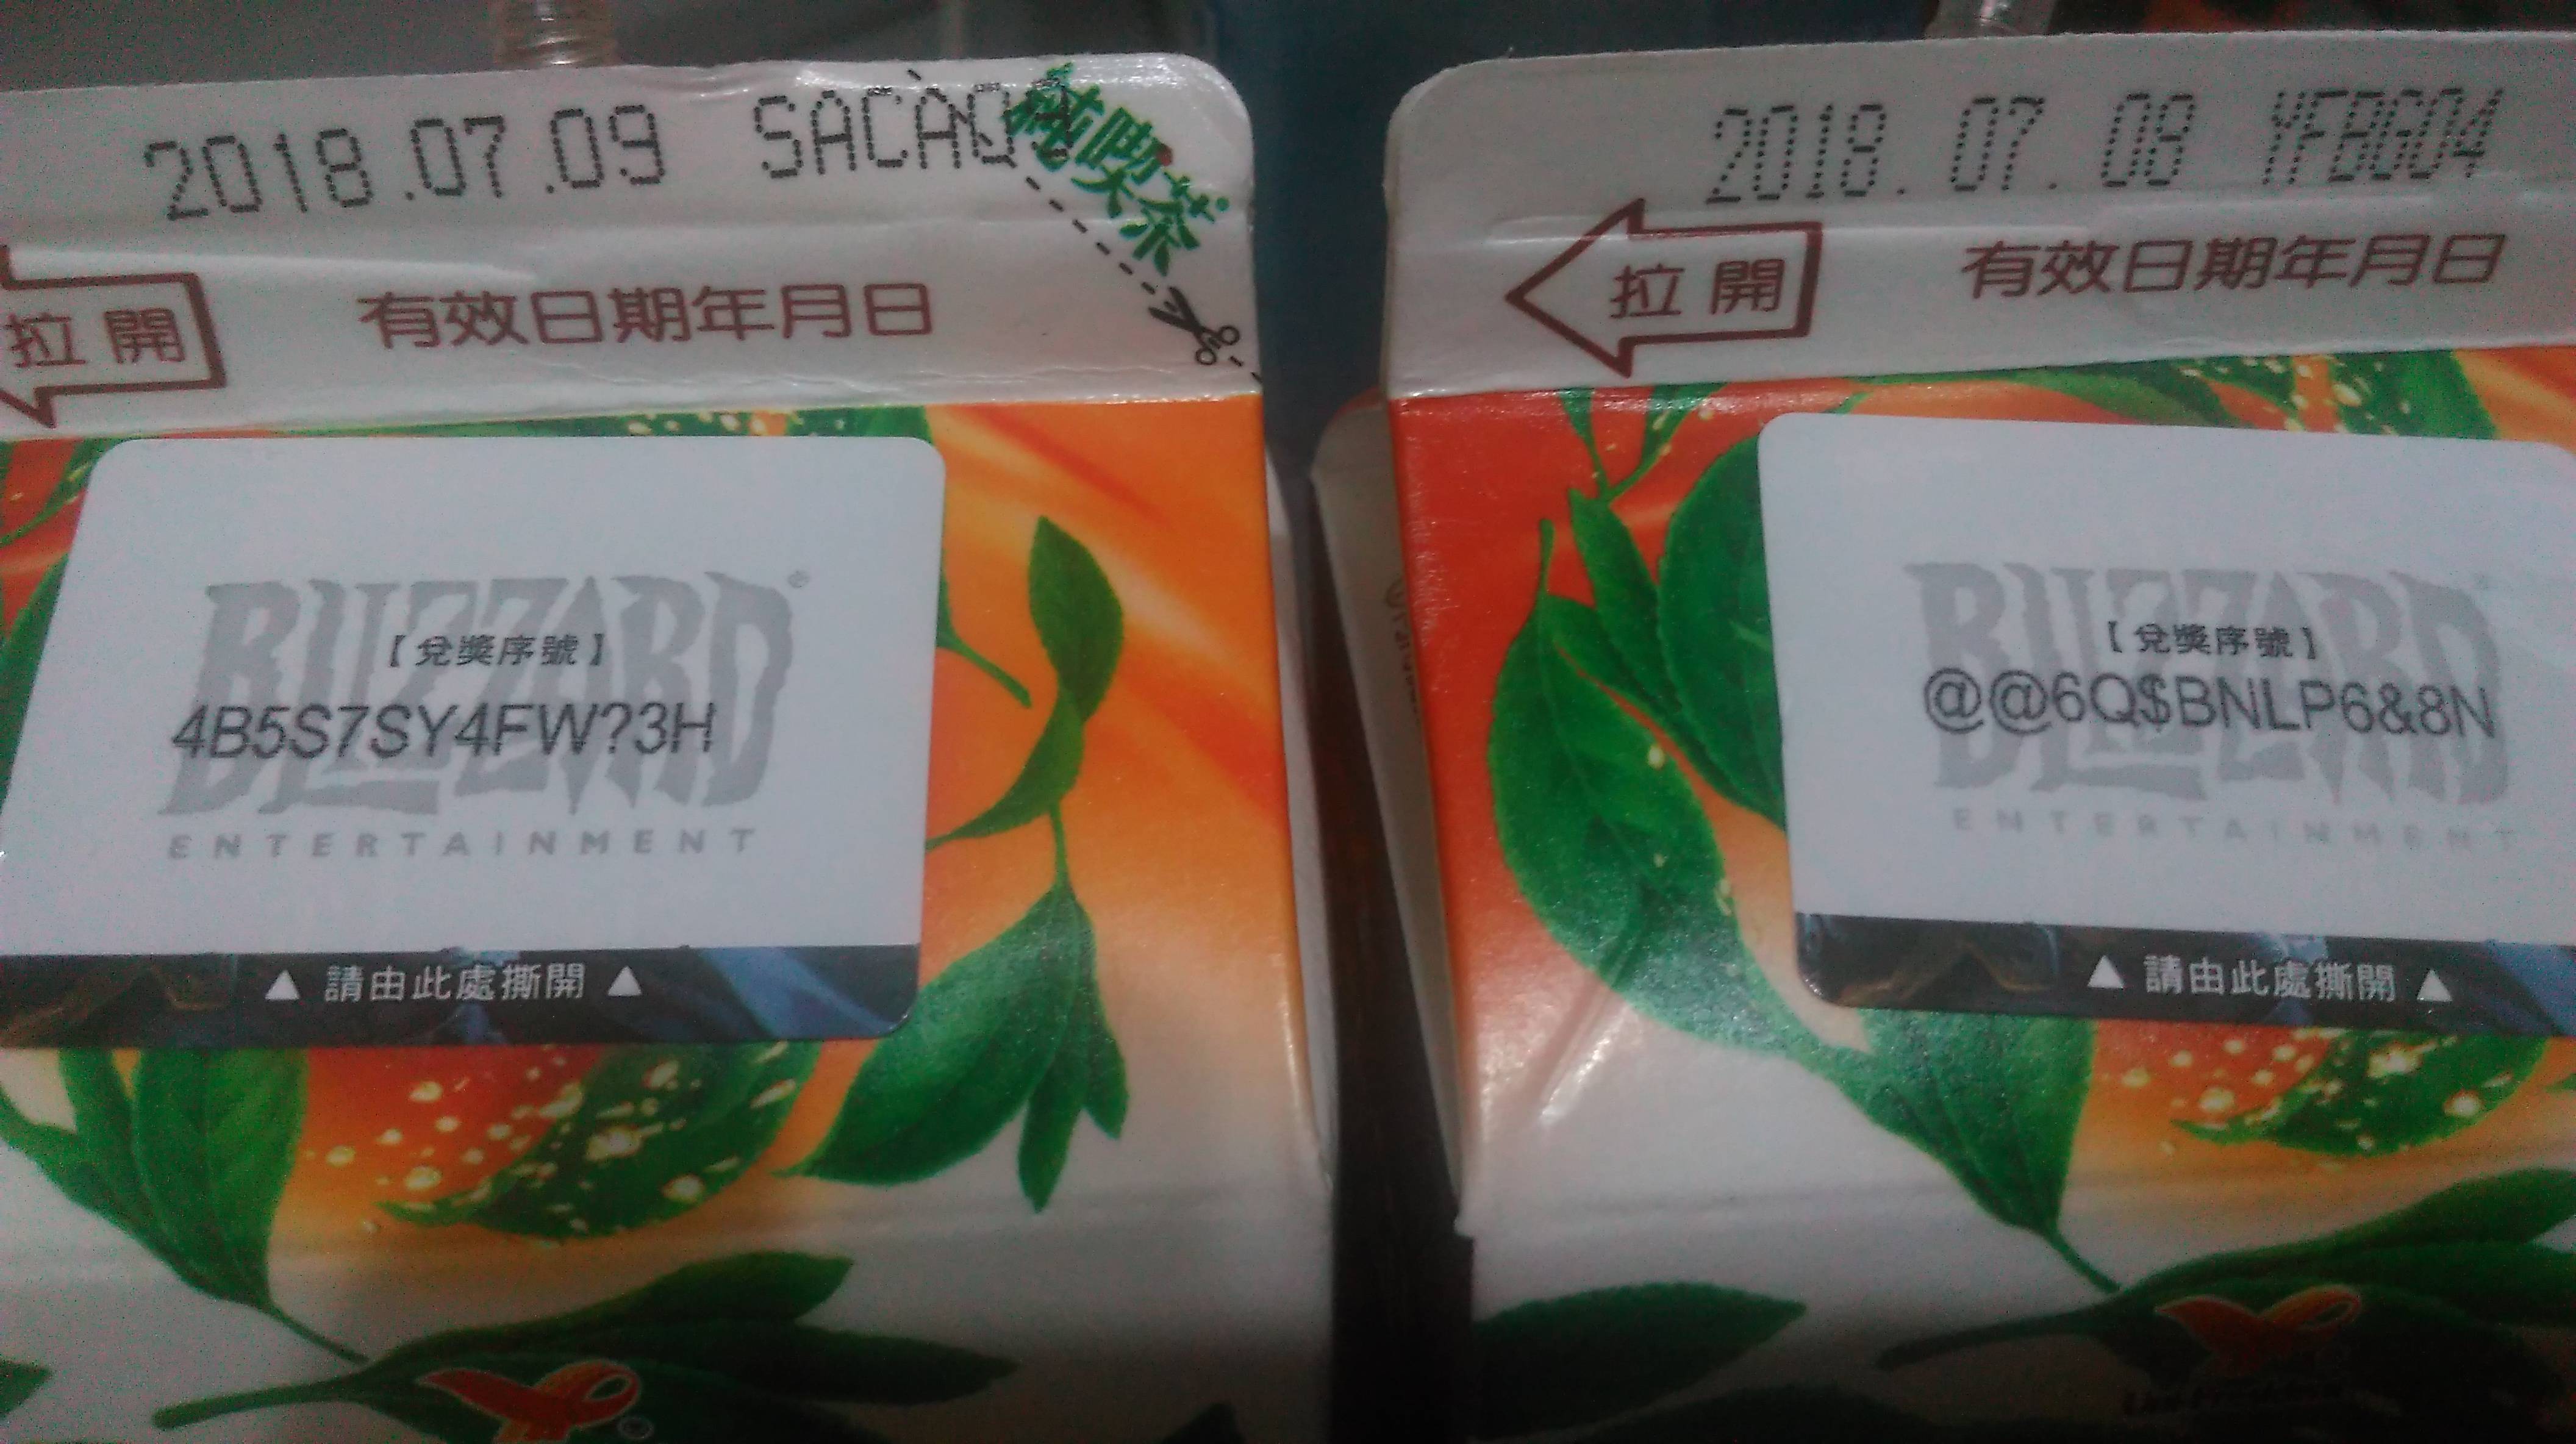 2018.07.09
純喫茶
拉開
有效日期年月日
BLIZZARD®
【兌獎序號】
4B5S7SY4FW?3H
ENTERTAINMENT
▲ 請由此處撕開 ▲
2018.07.08 YFBG04
拉開
有效日期年月日
BLIZZARD
【兌獎序號】
@@6Q$BNLP6&8N
ENTERTAINMENT
▲ 請由此處撕開 ▲